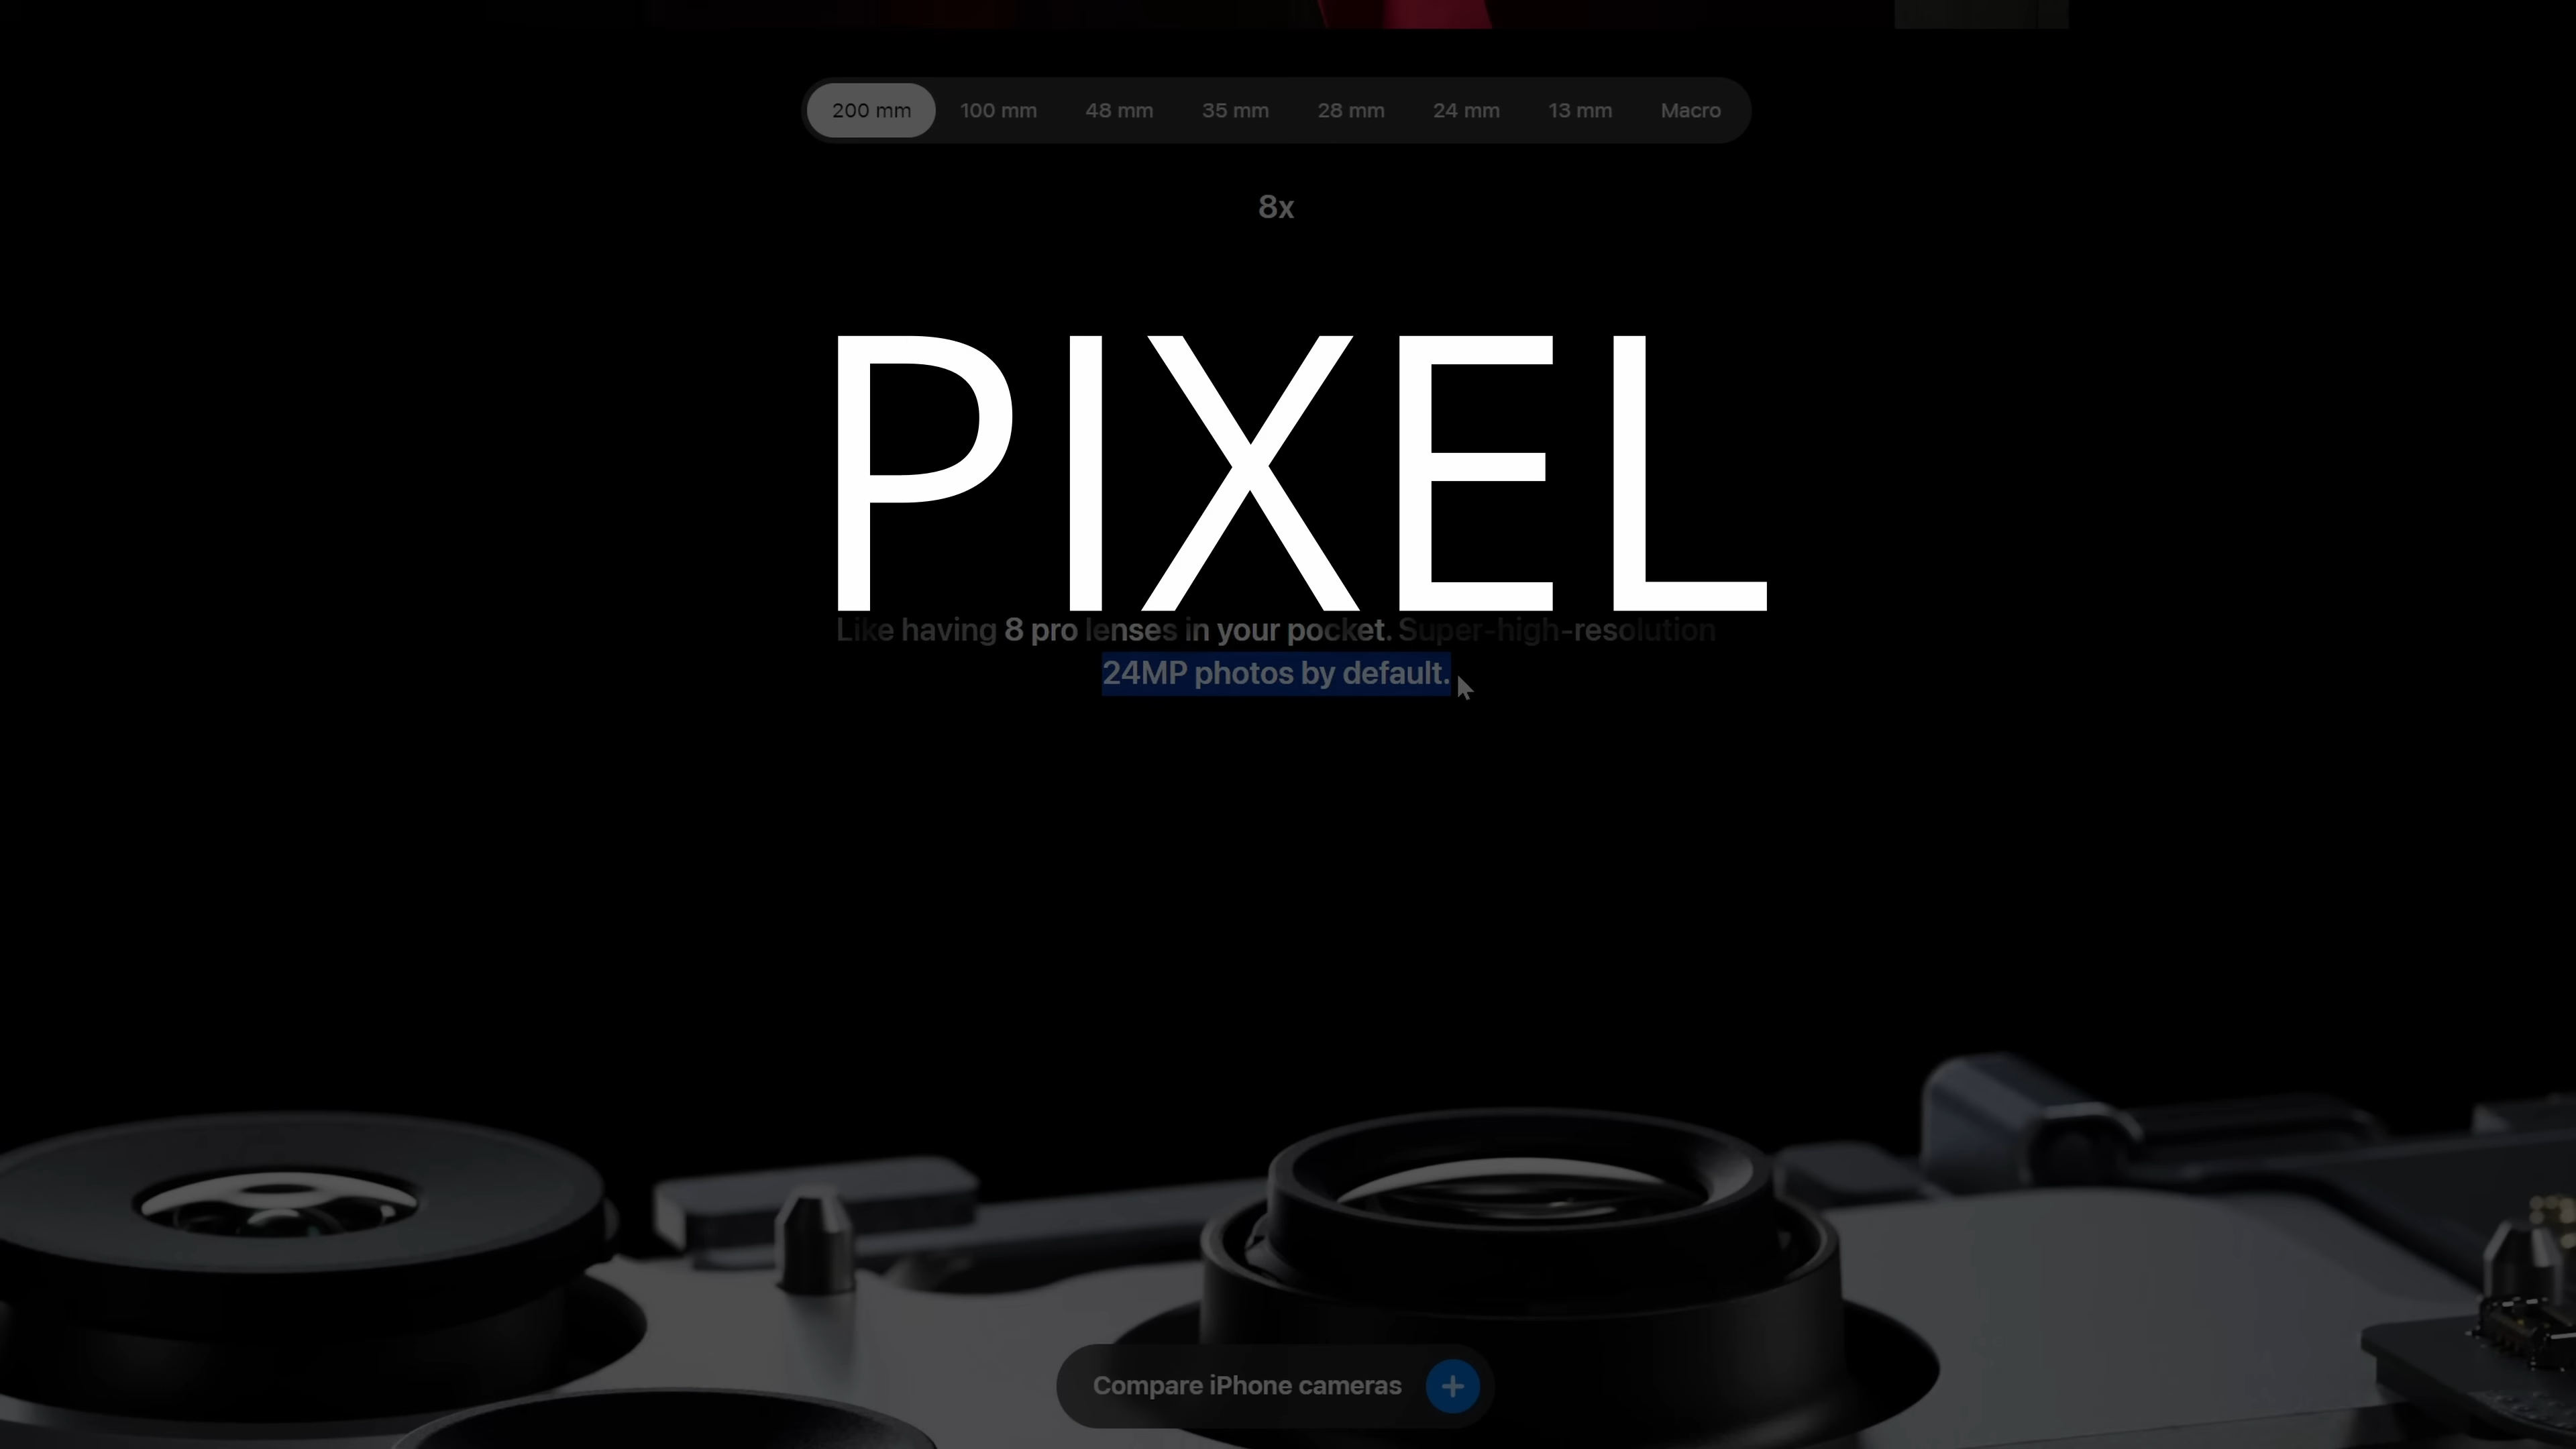 200 mm 100 mm 48 mm 35 mm 28 mm 24 mm 13 mm Macro
8x
PIXEL
Like having 8 pro lenses in your pocket. Super-high-resolution
24MP photos by default.
Compare iPhone cameras